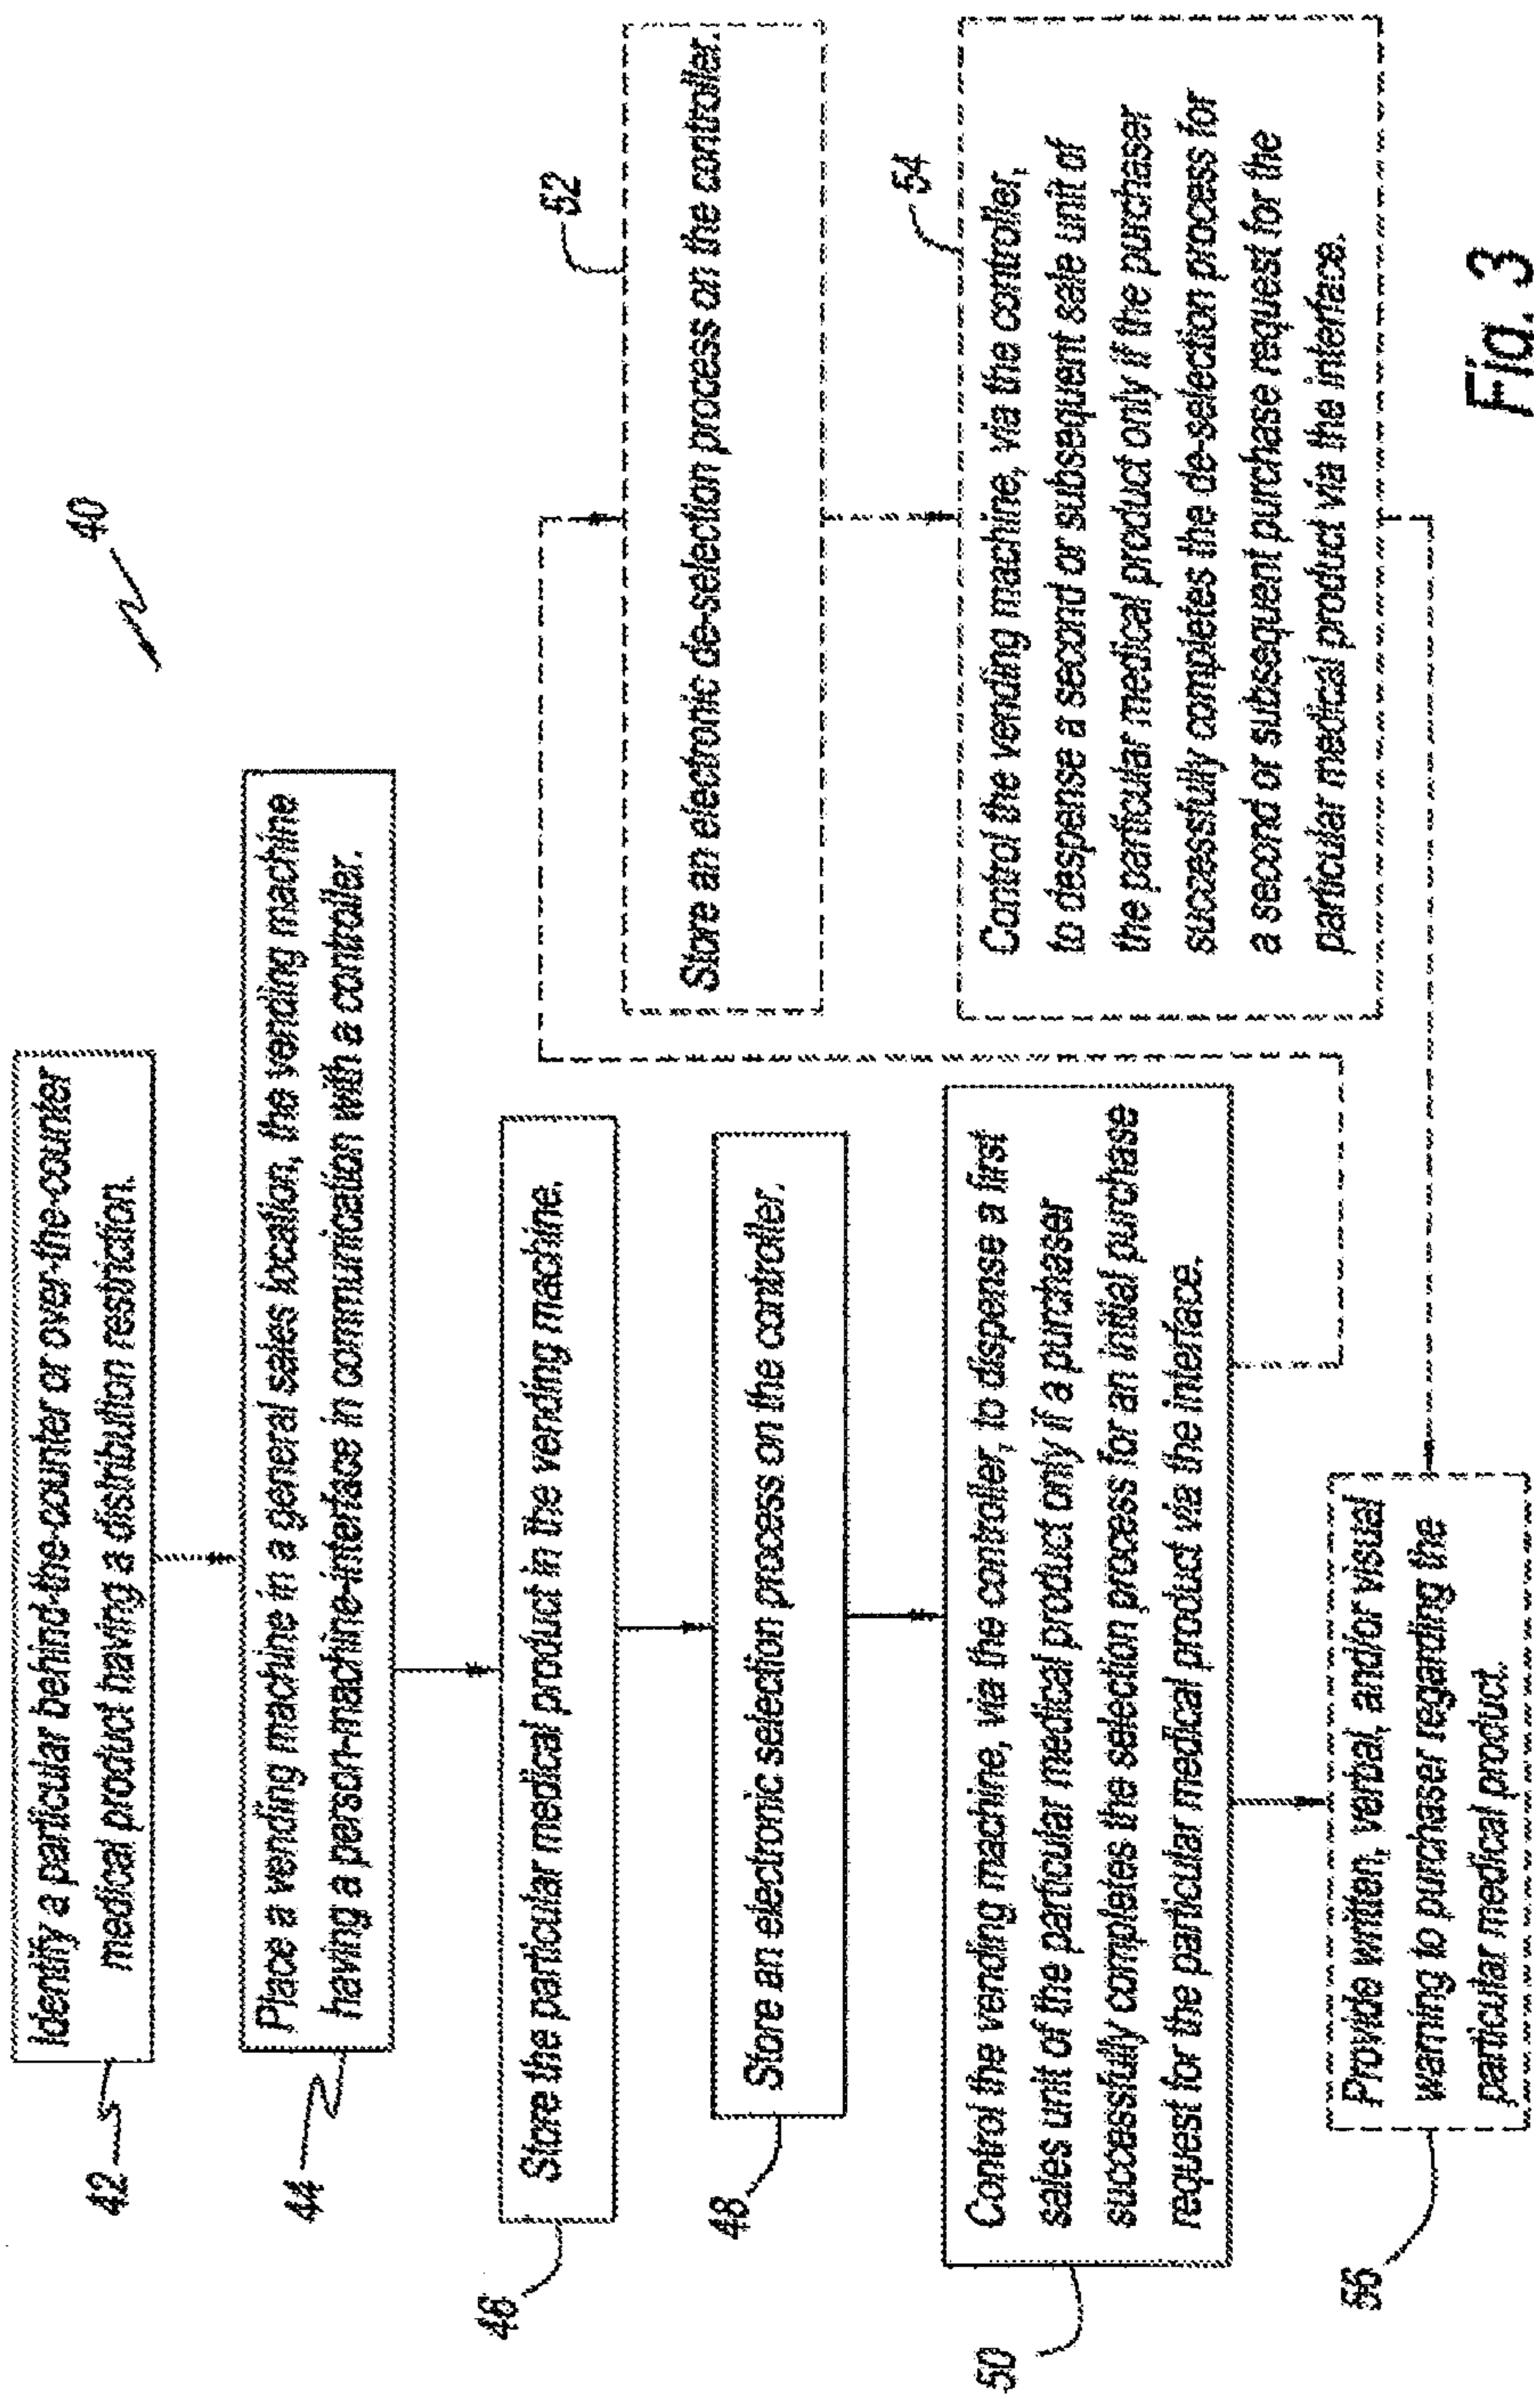 40
42
Identify a particular behind-the-counter or over-the-counter
medical product having a distribution restriction.
44
Place a vending machine in a general sales location, the vending machine
having a person-machine-interface in communication with a controller.
46
Store the particular medical product in the vending machine.
48
Store an electronic selection process on the controller.
50
Control the vending machine, via the controller, to dispense a first
sales unit of the particular medical product only if a purchaser
successfully completes the selection process for an initial purchase
request for the particular medical product via the interface.
52
Store an electronic de-selection process on the controller.
54
Control the vending machine, via the controller,
to despense a second or subsequent sale unit of
the particular medical product only if the purchaser
successfully completes the de-selection process for
a second or subsequent purchase request for the
particular medical product via the interface.
56
Provide written, verbal, and/or visual
warning to purchaser regarding the
particular medical product.
Fig. 3